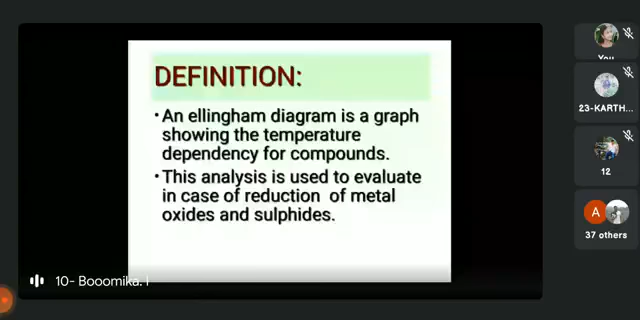 DEFINITION:
•An ellingham diagram is a graph
showing the temperature
dependency for compounds.
•This analysis is used to evaluate
in case of reduction of metal
oxides and sulphides.
10- Booomika. I
You
23-KARTH...
12
A
37 others